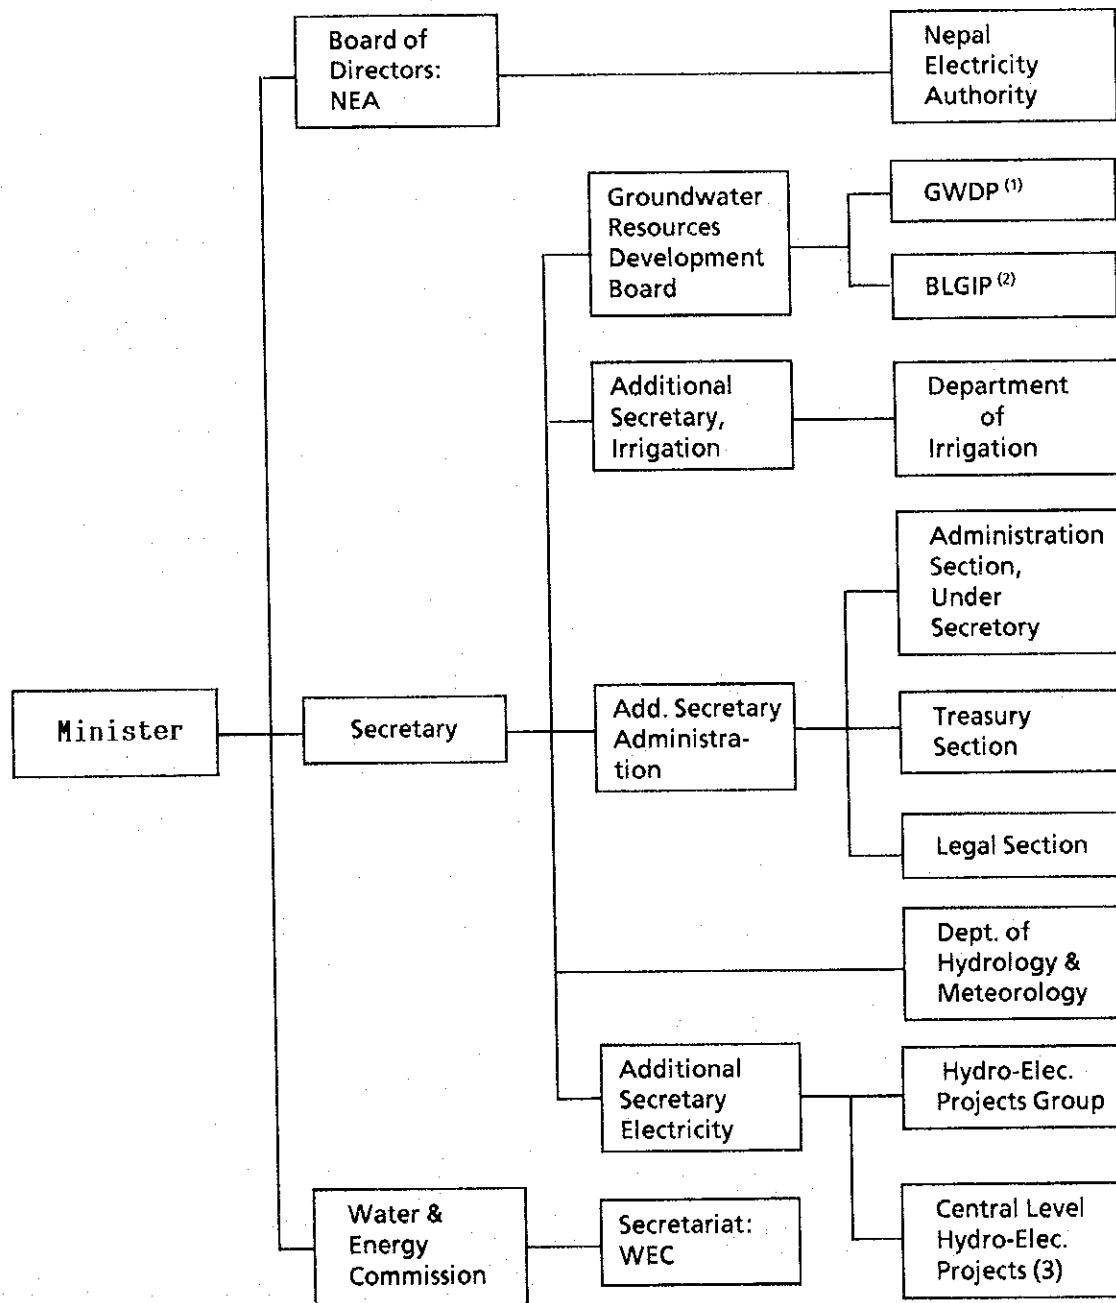 Board of
Directors:
NEA
Nepal
Electricity
Authority
Groundwater
Resources
Development
Board
GWDP (1)
BLGIP (2)
Additional
Secretary,
Irrigation
Department
of
Irrigation
Administration
Section,
Under
Secretory
Minister
Secretary
Add. Secretary
Administra-
tion
Treasury
Section
Legal Section
Dept. of
Hydrology &
Meteorology
Additional
Secretary
Electricity
Hydro-Elec.
Projects Group
Water &
Energy
Commission
Secretariat:
WEC
Central Level
Hydro-Elec.
Projects (3)